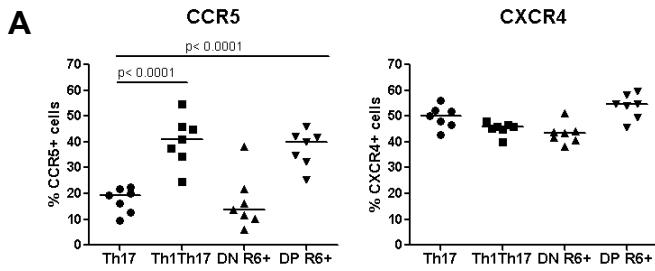 A
CCR5
CXCR4
p< 0.0001
p< 0.0001
% CCR5+ cells
70
60
50
40
30
20
10
0
Th17 Th1Th17 DN R6+ DP R6+
% CXCR4+ cells
70
60
50
40
30
20
10
0
Th17 Th1Th17 DN R6+ DP R6+